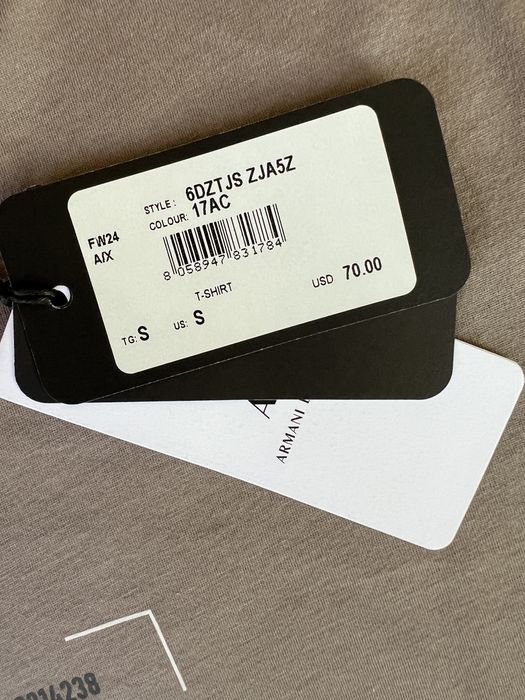 STYLE: 6DZTJS ZJA5Z
COLOUR: 17AC
FW24
A/X
8 058947 831784
T-SHIRT
USD 70.00
TG: S US: S
ARMANI